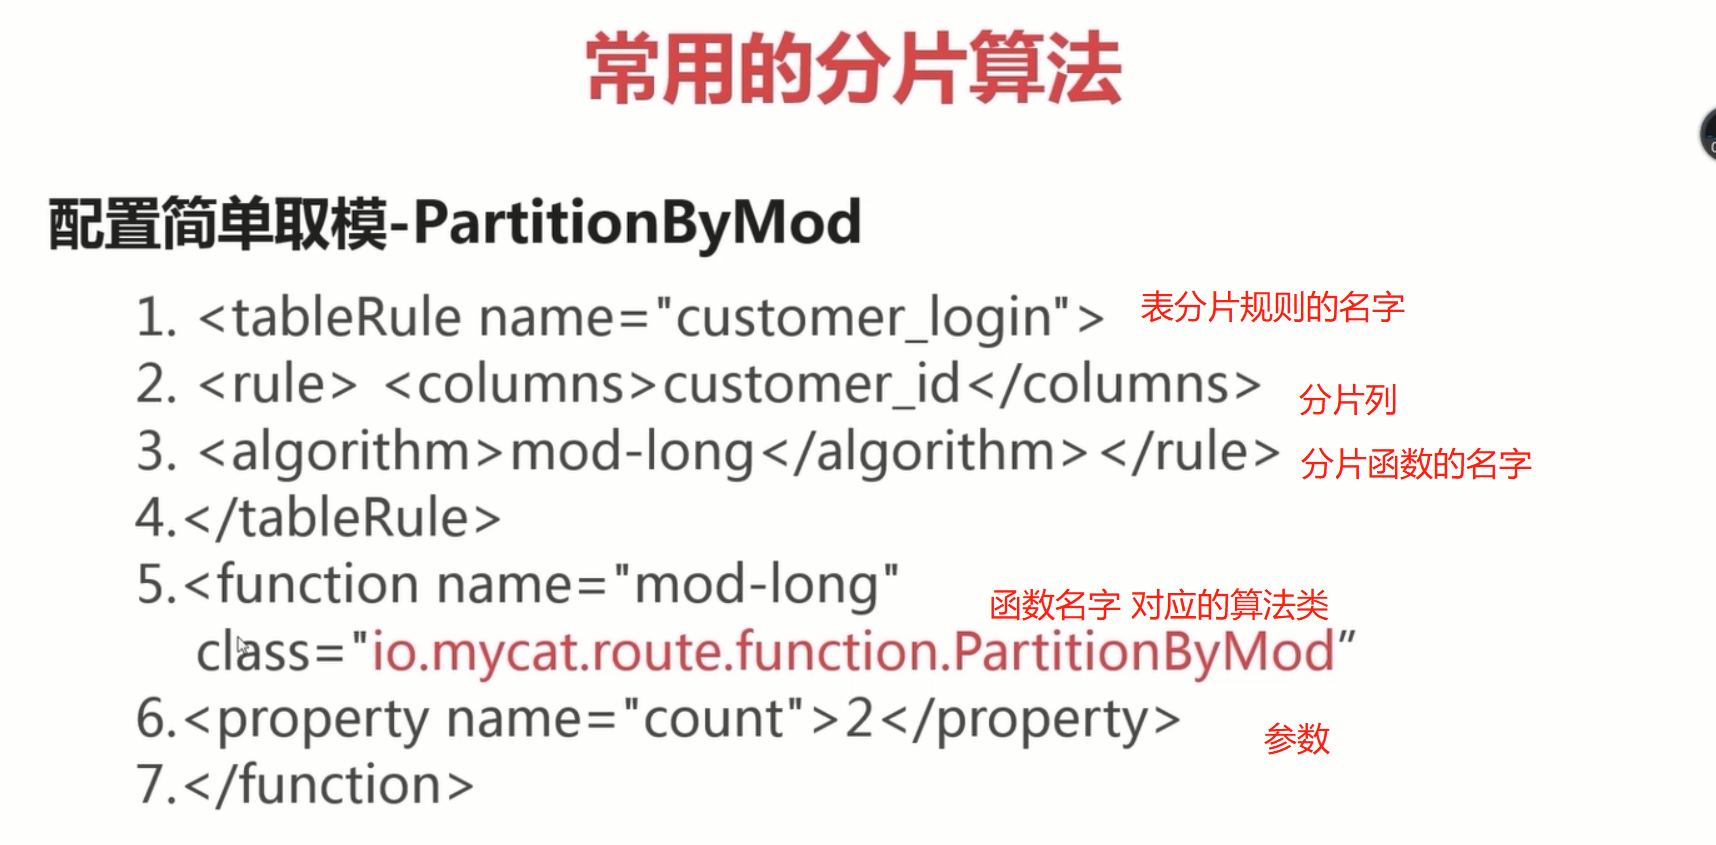 常用的分片算法
配置简单取模-PartitionByMod
1. <tableRule name="customer_login"> 表分片规则的名字
2. <rule> <columns>customer_id</columns> 分片列
3. <algorithm>mod-long</algorithm></rule> 分片函数的名字
4.</tableRule>
5.<function name="mod-long"
函数名字 对应的算法类
class="io.mycat.route.function.PartitionByMod”
6.<property name="count">2</property> 参数
7.</function>